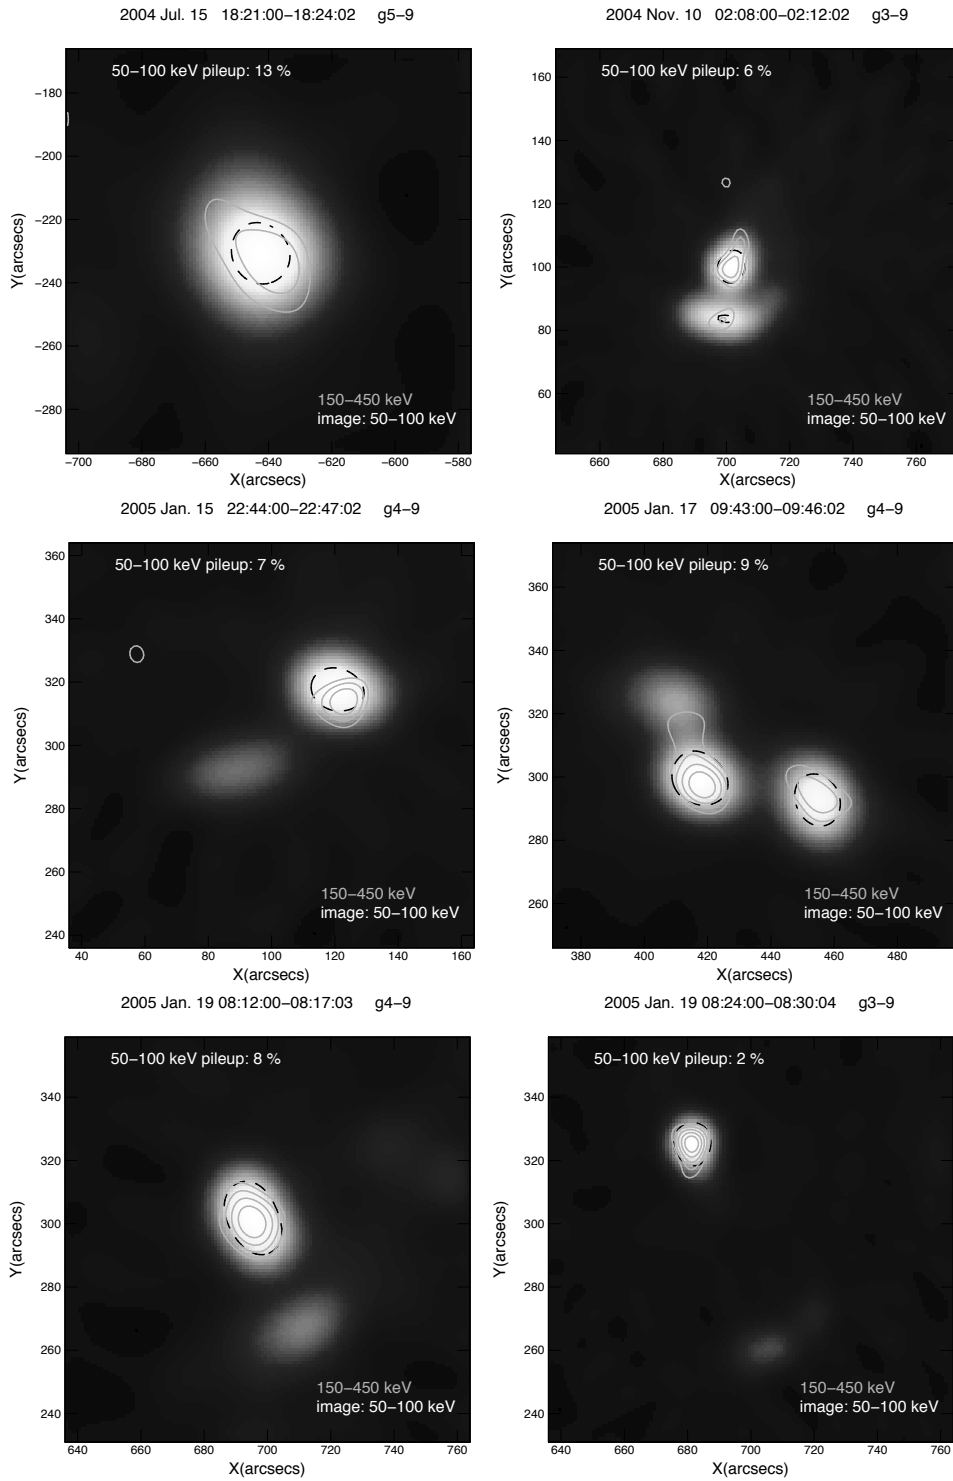 2004 Jul. 15 18:21:00−18:24:02 g5−9
50−100 keV pileup: 13 %
−180
−200
−220
−240
−260
−280
Y(arcsecs)
150−450 keV
image: 50−100 keV
−700 −660 −640 −620 −600 −580
X(arcsecs)
2004 Nov. 10 02:08:00−02:12:02 g3−9
50−100 keV pileup: 6 %
160
140
120
100
80
60
Y(arcsecs)
150−450 keV
image: 50−100 keV
660 680 700 720 740 760
X(arcsecs)
2005 Jan. 15 22:44:00−22:47:02 g4−9
50−100 keV pileup: 7 %
360
340
320
300
280
260
240
Y(arcsecs)
150−450 keV
image: 50−100 keV
40 60 80 100 120 140 160
X(arcsecs)
2005 Jan. 17 09:43:00−09:46:02 g4−9
50−100 keV pileup: 9 %
360
340
320
300
280
260
Y(arcsecs)
150−450 keV
image: 50−100 keV
380 400 420 440 460 480
X(arcsecs)
2005 Jan. 19 08:12:00−08:17:03 g4−9
50−100 keV pileup: 8 %
340
320
300
280
260
240
Y(arcsecs)
150−450 keV
image: 50−100 keV
640 660 680 700 720 740 760
X(arcsecs)
2005 Jan. 19 08:24:00−08:30:04 g3−9
50−100 keV pileup: 2 %
340
320
300
280
260
240
Y(arcsecs)
150−450 keV
image: 50−100 keV
640 660 680 700 720 740 760
X(arcsecs)